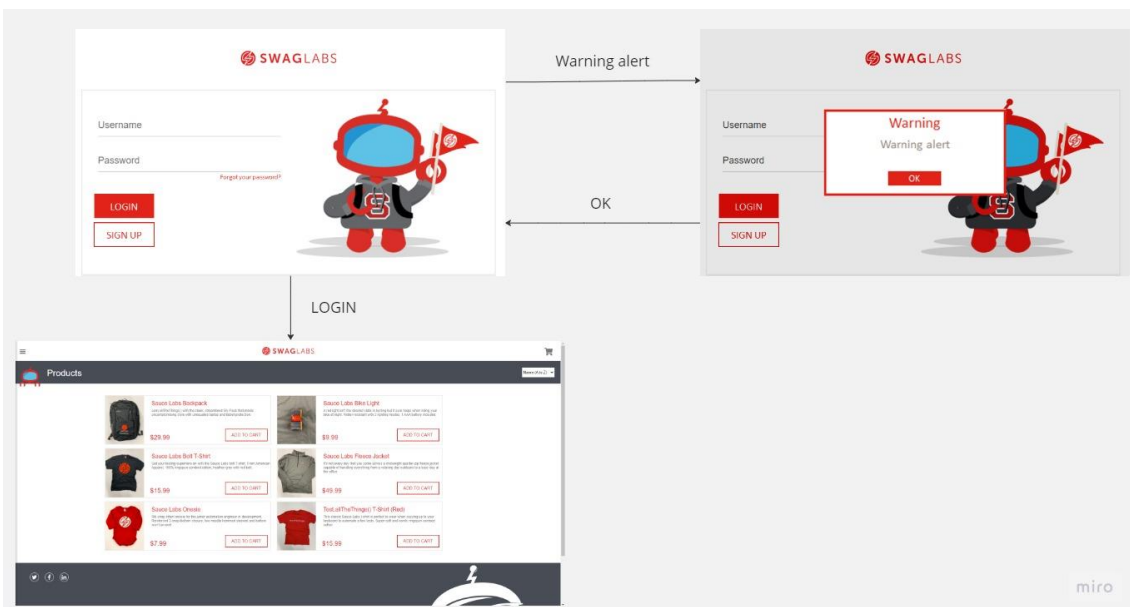 SWAGLABS
Username
Password
Forgot your password?
LOGIN
SIGN UP
Warning alert
OK
SWAGLABS
Username
Password
Warning
Warning alert
OK
LOGIN
SIGN UP
LOGIN
SWAGLABS
Products
Sauce Labs Backpack
$29.99
ADD TO CART
Sauce Labs Bike Light
$9.99
ADD TO CART
Sauce Labs Bolt T-Shirt
$15.99
ADD TO CART
Sauce Labs Fleece Jacket
$49.99
ADD TO CART
Sauce Labs Onesie
$7.99
ADD TO CART
Test.allTheThings() T-Shirt (Red)
$15.99
ADD TO CART
miro